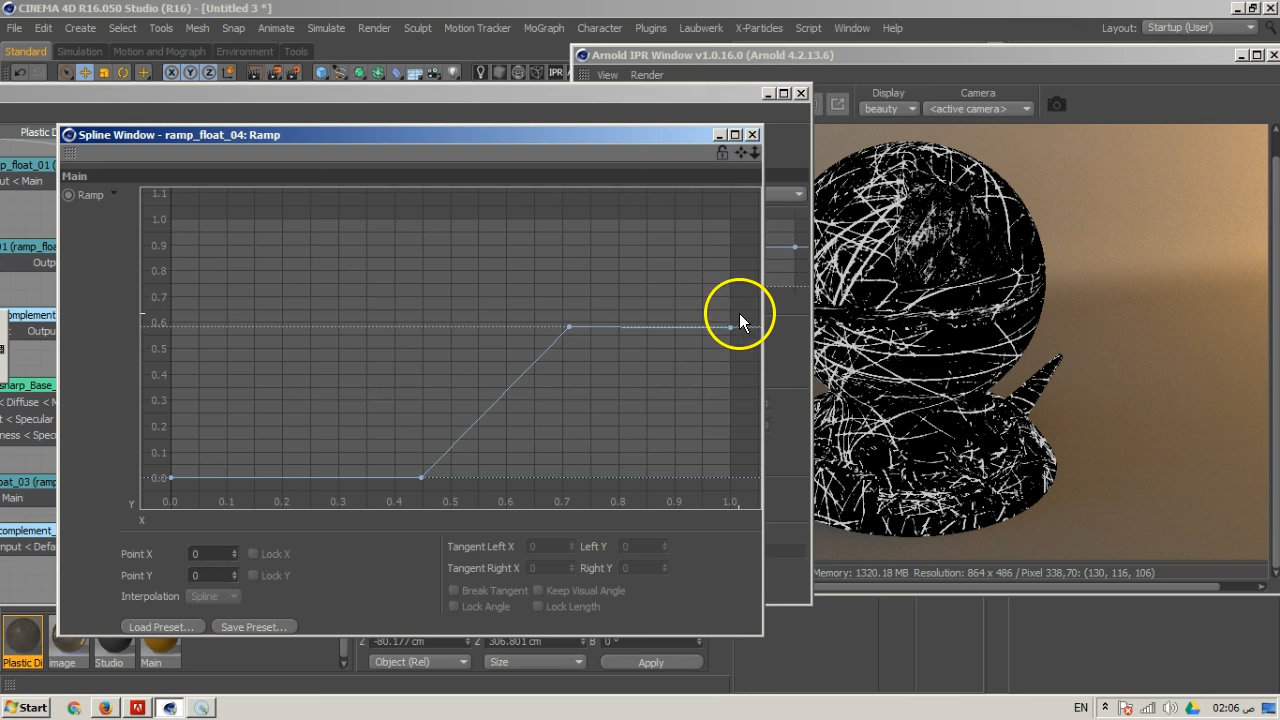 CINEMA 4D R16.050 Studio (R16) - [Untitled 3 *]
File Edit Create Select Tools Mesh Snap Animate Simulate Render Sculpt Motion Tracker MoGraph Character Plugins Laubwerk X-Particles Script Window Help
Layout: Startup (User)
Standard Simulation Motion and Mograph Environment Tools
Arnold IPR Window v1.0.16.0 (Arnold 4.2.13.6)
X Y Z
IPR
View Render
Display Camera
beauty <active camera>
Plastic D
Spline Window - ramp_float_04: Ramp
p_float_01 (
ut < Main
Main
Ramp
1.1
1.0
0.9
0.8
0.7
0.6
0.5
0.4
0.3
0.2
0.1
0.0
Y
0.0 0.1 0.2 0.3 0.4 0.5 0.6 0.7 0.8 0.9 1.0
X
01 (ramp_floa
Outp
omplement
Outpu
sharp_Base_
< Diffuse < M
t < Specular
ness < Spec
oat_03 (ramp
Main
complement_
nput < Defa
Point X 0 Lock X
Point Y 0 Lock Y
Interpolation Spline
Tangent Left X 0 Left Y 0
Tangent Right X 0 Right Y 0
Break Tangent Keep Visual Angle
Lock Angle Lock Length
Load Preset... Save Preset...
Memory: 1320.18 MB Resolution: 864 x 486 / Pixel 338,70: (130, 116, 106)
Z -80.177 cm Z 306.801 cm B 0 °
Object (Rel) Size Apply
Plastic Di image Studio Main
Start
EN
02:06 ص